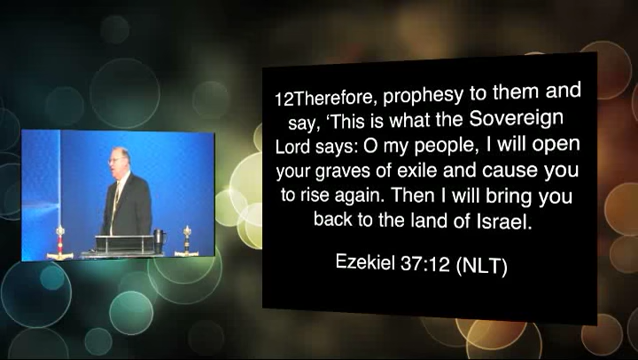 12Therefore, prophesy to them and
say, ‘This is what the Sovereign
Lord says: O my people, I will open
your graves of exile and cause you
to rise again. Then I will bring you
back to the land of Israel.
Ezekiel 37:12 (NLT)